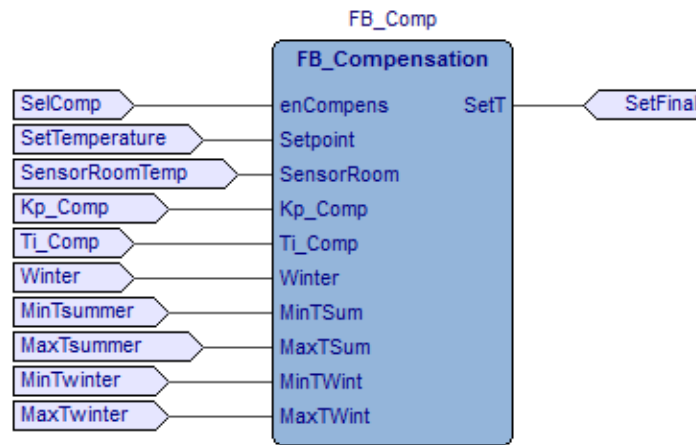 FB_Comp
FB_Compensation
SelComp enCompens SetT SetFinal
SetTemperature Setpoint
SensorRoomTemp SensorRoom
Kp_Comp Kp_Comp
Ti_Comp Ti_Comp
Winter Winter
MinTsummer MinTSum
MaxTsummer MaxTSum
MinTwinter MinTWint
MaxTwinter MaxTWint